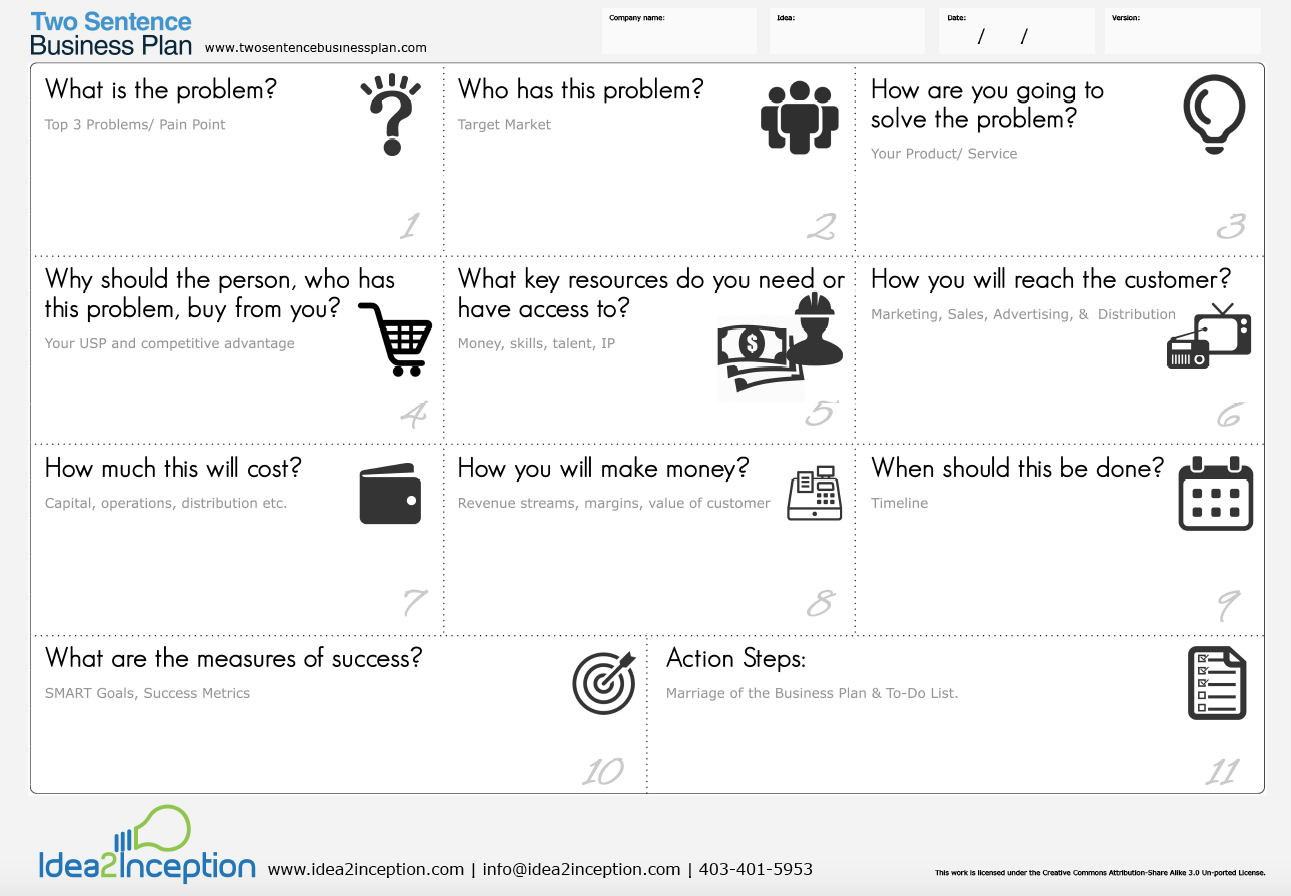 Two Sentence
Business Plan www.twosentencebusinessplan.com
Company name:
Idea:
Date:
/ /
Version:
What is the problem?
Top 3 Problems/ Pain Point
1
Who has this problem?
Target Market
2
How are you going to
solve the problem?
Your Product/ Service
3
Why should the person, who has
this problem, buy from you?
Your USP and competitive advantage
4
What key resources do you need or
have access to?
Money, skills, talent, IP
$
5
How you will reach the customer?
Marketing, Sales, Advertising, & Distribution
6
How much this will cost?
Capital, operations, distribution etc.
7
How you will make money?
Revenue streams, margins, value of customer
8
When should this be done?
Timeline
9
What are the measures of success?
SMART Goals, Success Metrics
10
Action Steps:
Marriage of the Business Plan & To-Do List.
11
Idea2Inception www.idea2inception.com | info@idea2inception.com | 403-401-5953
This work is licensed under the Creative Commons Attribution-Share Alike 3.0 Un-ported License.